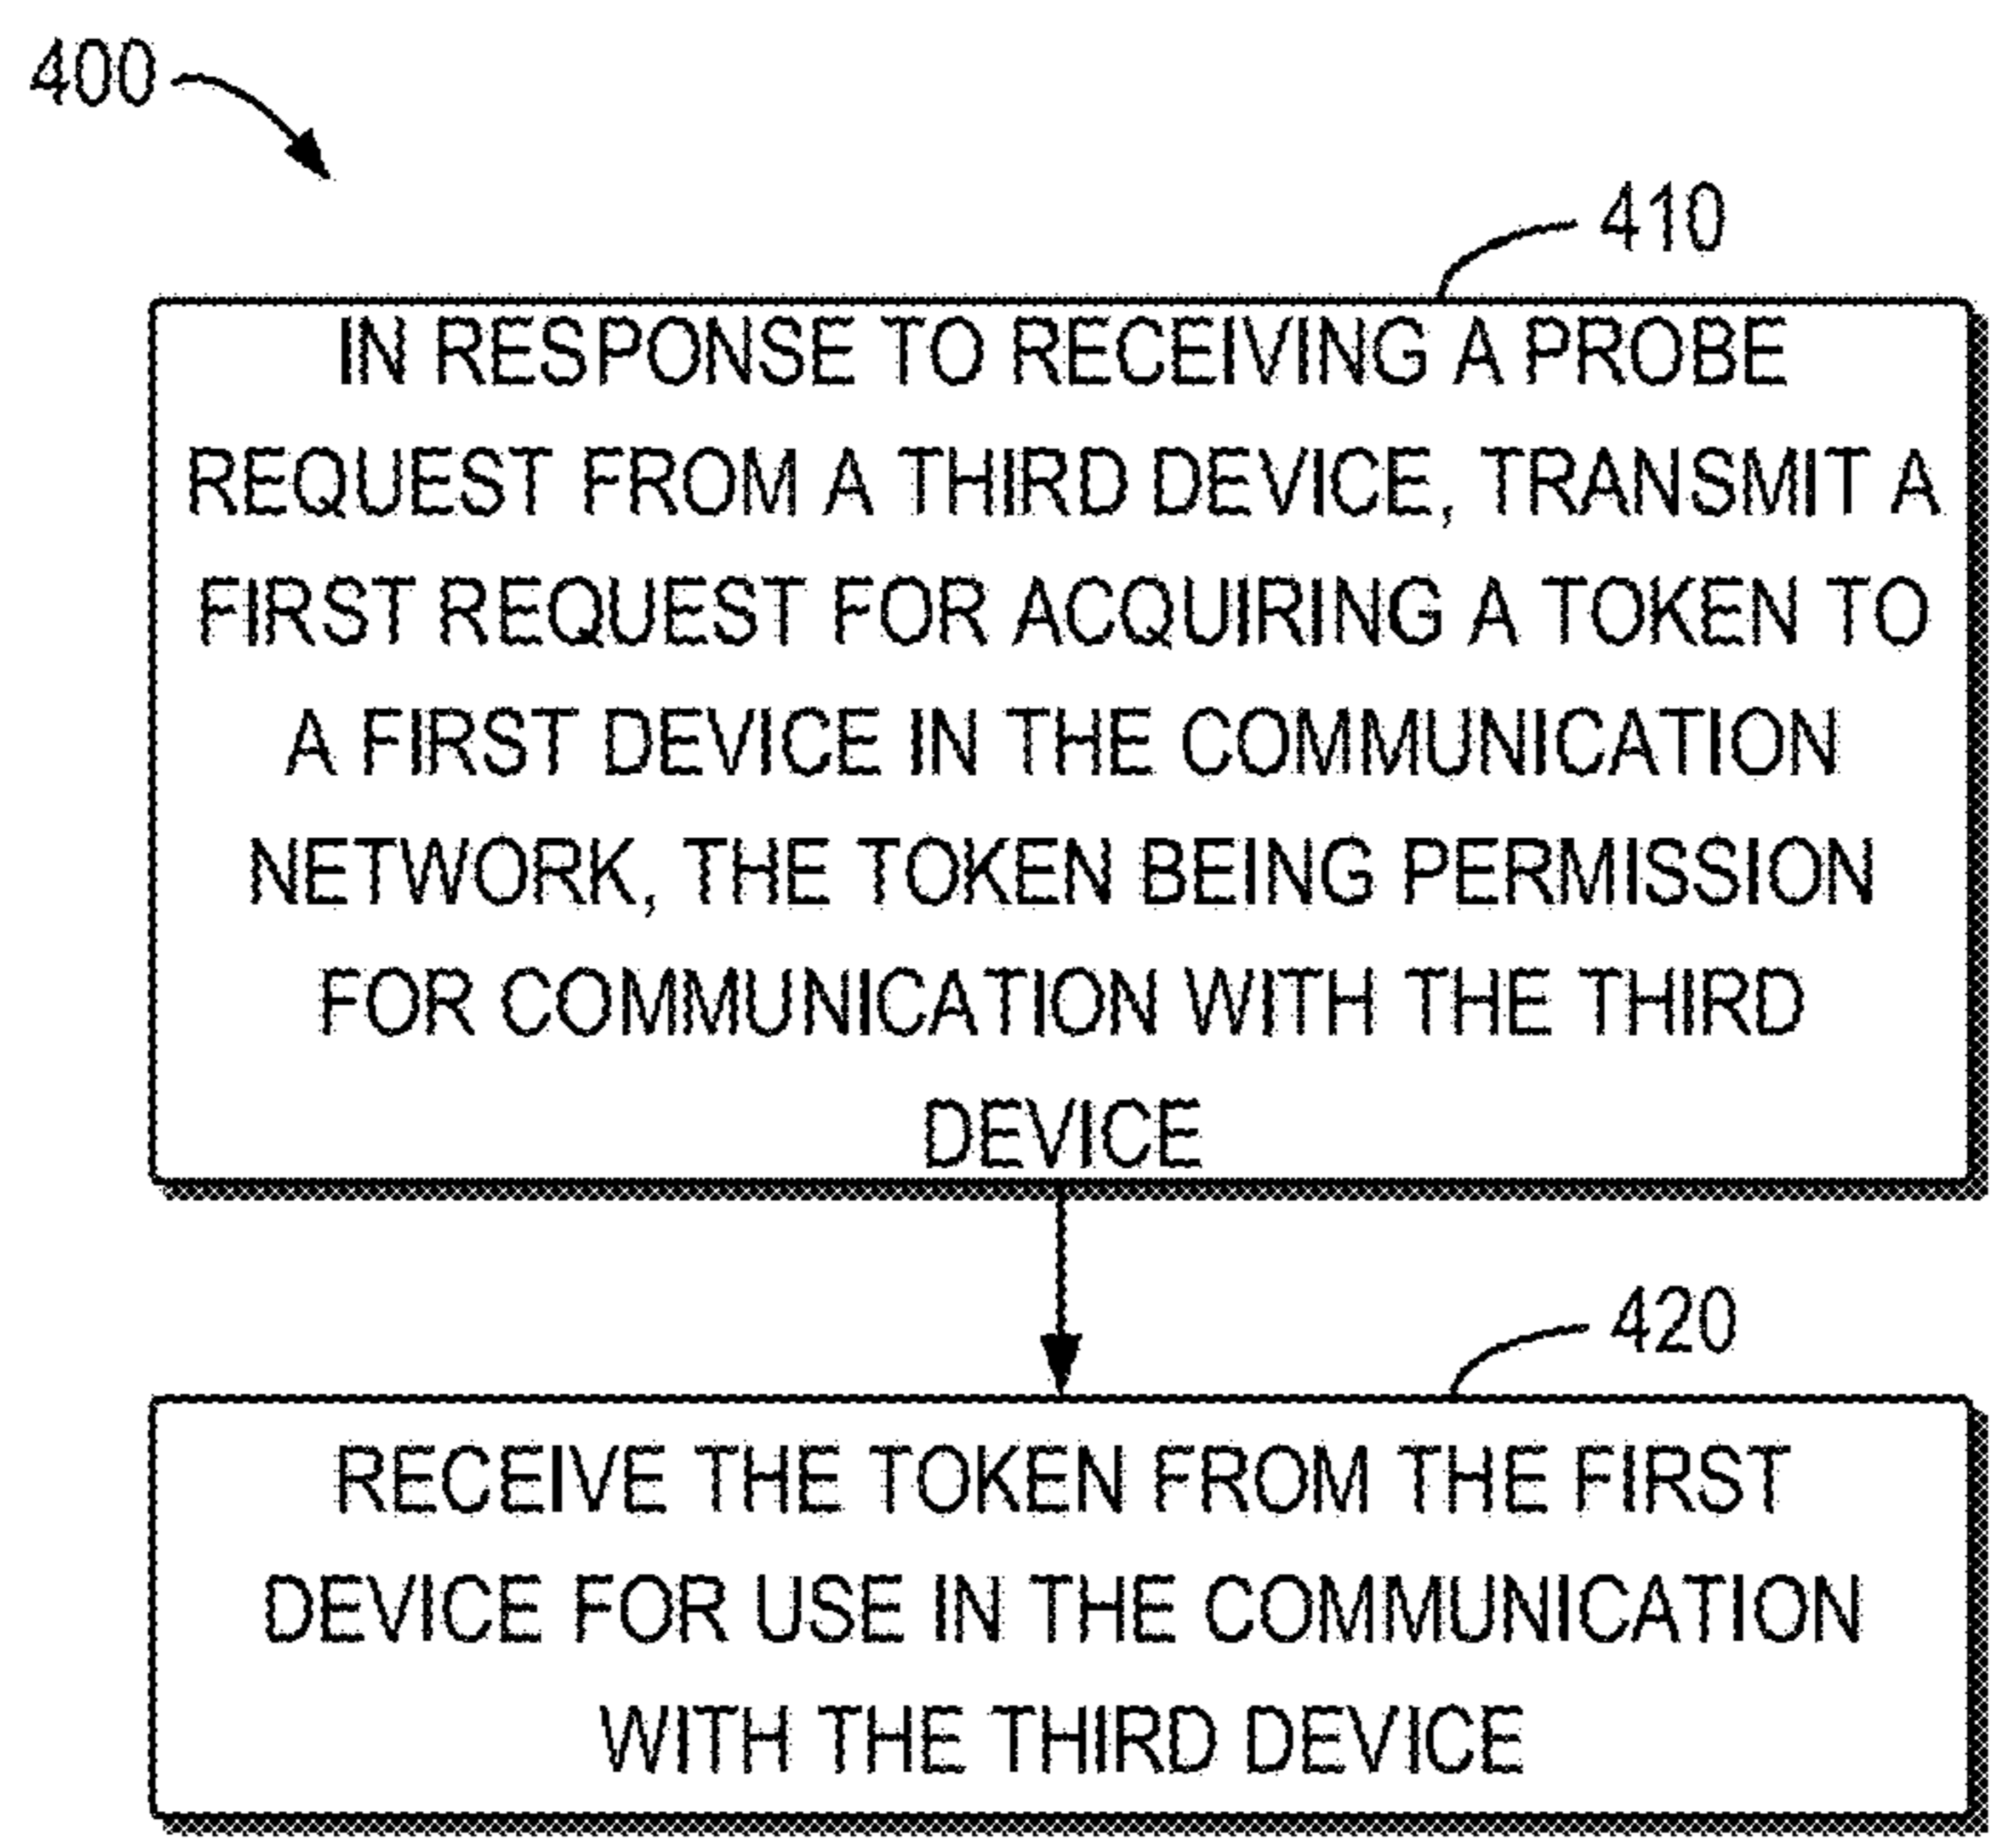 400
410
IN RESPONSE TO RECEIVING A PROBE
REQUEST FROM A THIRD DEVICE, TRANSMIT A
FIRST REQUEST FOR ACQUIRING A TOKEN TO
A FIRST DEVICE IN THE COMMUNICATION
NETWORK, THE TOKEN BEING PERMISSION
FOR COMMUNICATION WITH THE THIRD
DEVICE
420
RECEIVE THE TOKEN FROM THE FIRST
DEVICE FOR USE IN THE COMMUNICATION
WITH THE THIRD DEVICE